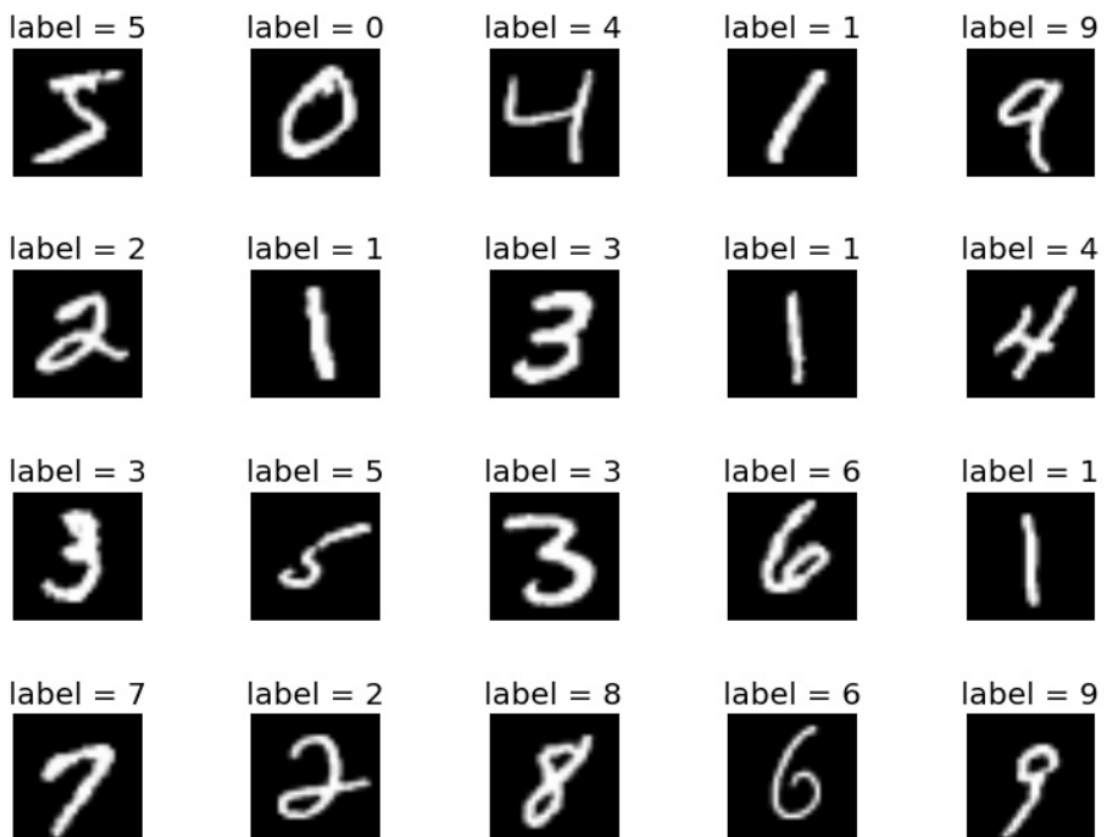 label = 5 label = 0 label = 4 label = 1 label = 9
5 0 4 1 9
label = 2 label = 1 label = 3 label = 1 label = 4
2 1 3 1 4
label = 3 label = 5 label = 3 label = 6 label = 1
3 5 3 6 1
label = 7 label = 2 label = 8 label = 6 label = 9
7 2 8 6 9